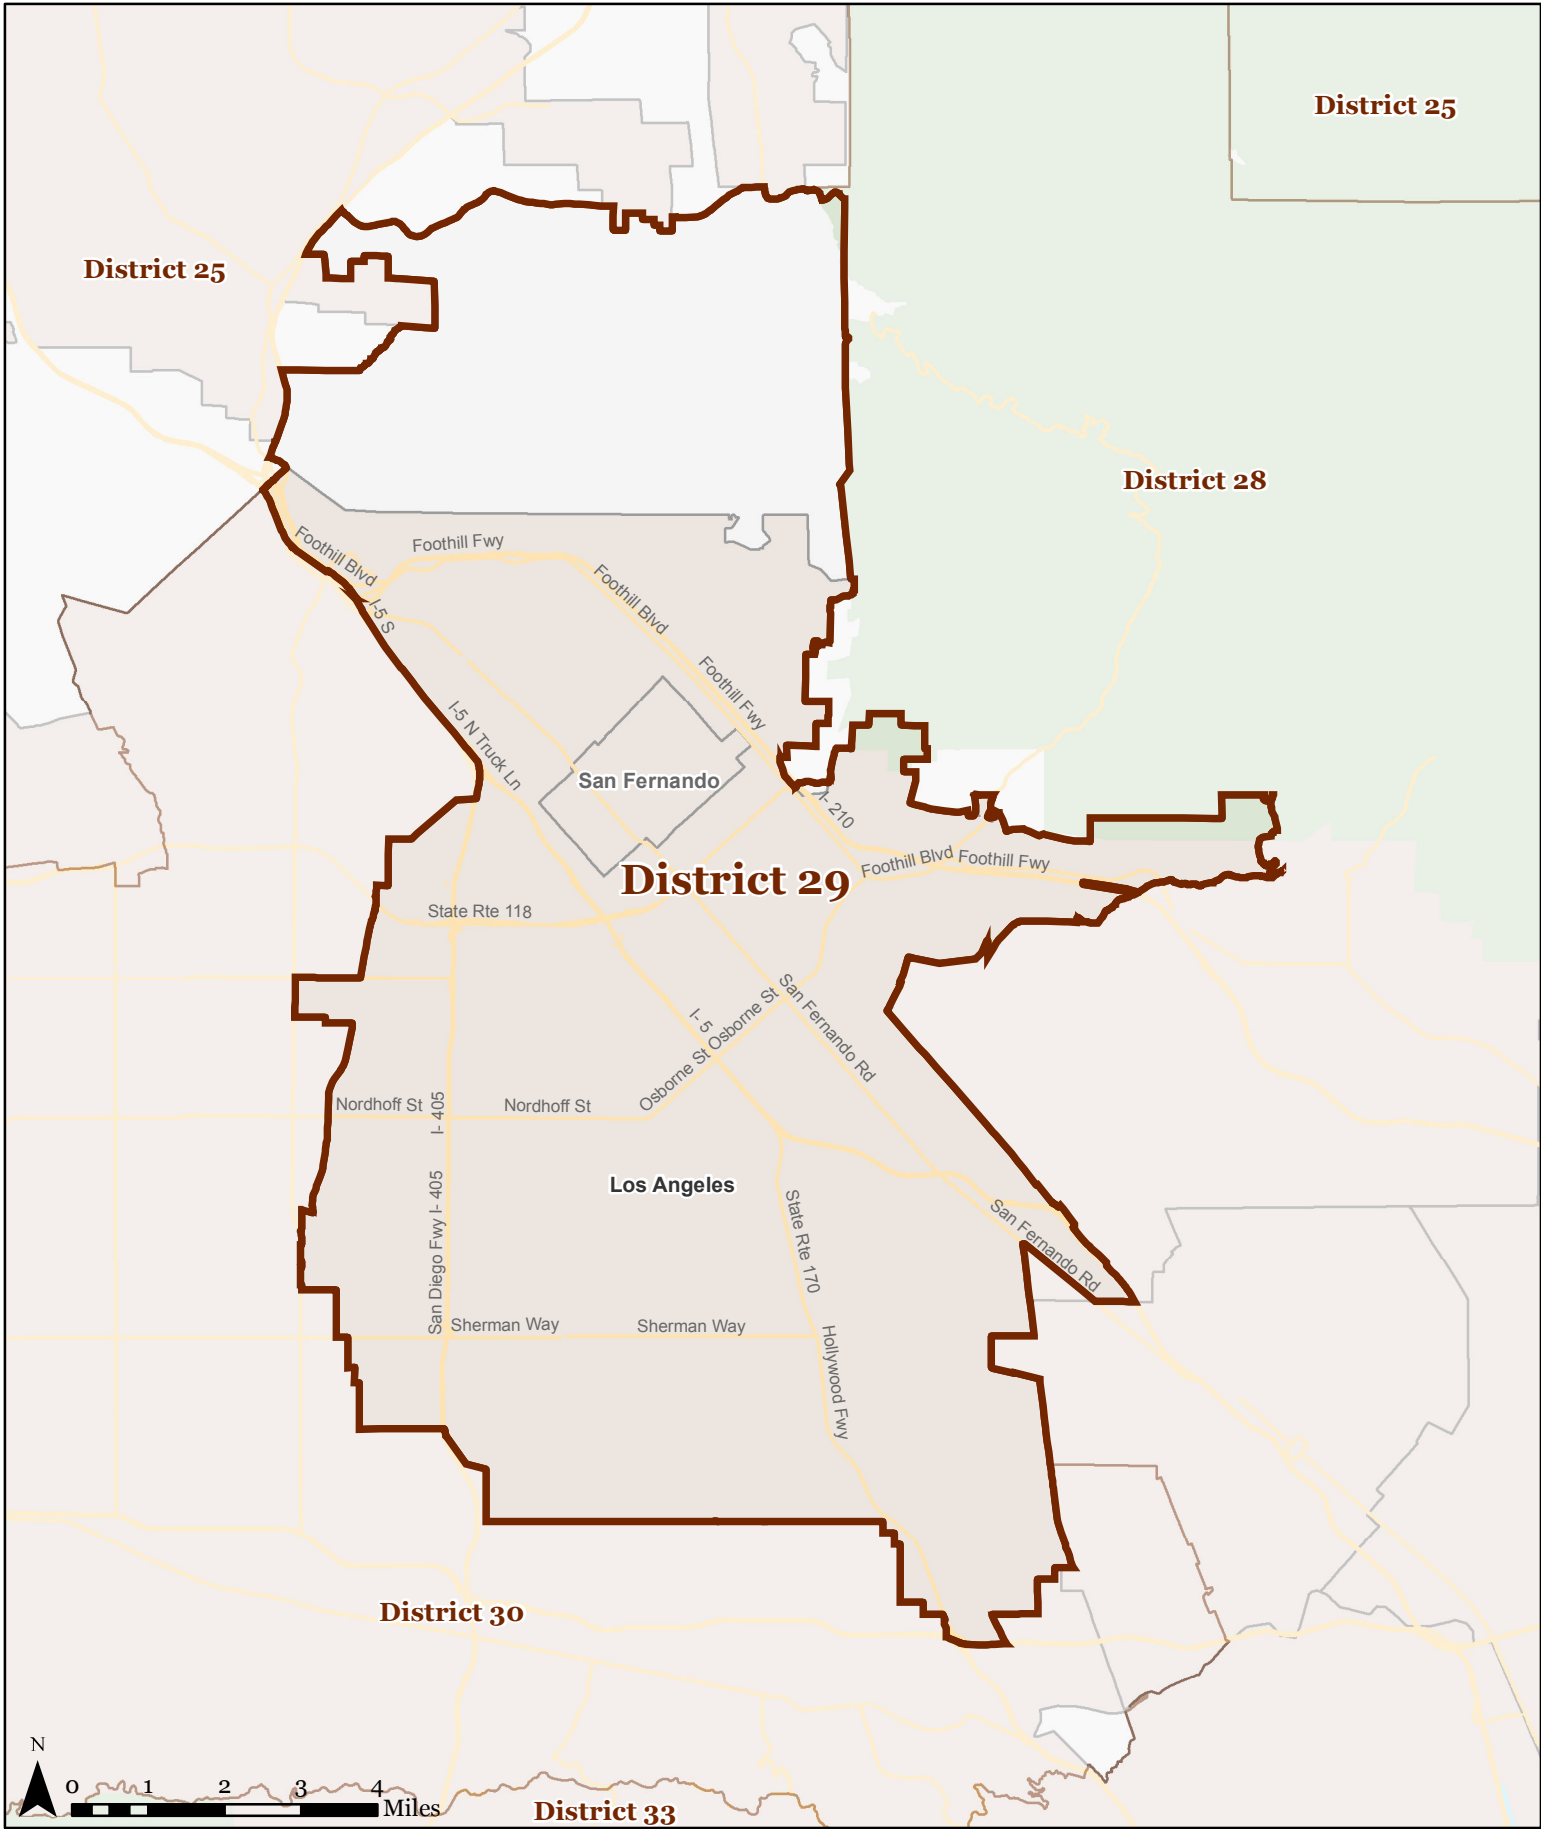 District 25
District 25
District 28
Foothill Blvd
Foothill Fwy
Foothill Blvd
I-5 S
Foothill Fwy
I-5 N Truck Ln
San Fernando
I- 210
Foothill Blvd
Foothill Fwy
District 29
State Rte 118
San Fernando Rd
I- 5
Osborne St
Osborne St
Nordhoff St
I- 405
Nordhoff St
Los Angeles
San Diego Fwy
I- 405
State Rte 170
San Fernando Rd
Sherman Way
Sherman Way
Hollywood Fwy
District 30
N
0 1 2 3 4
Miles
District 33